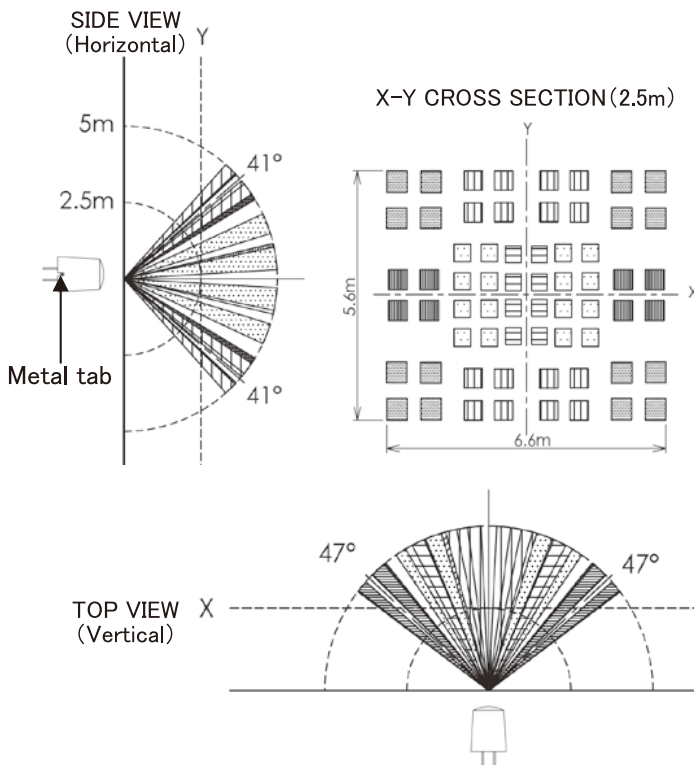 SIDE VIEW
(Horizontal)
Y
5m
2.5m
41°
41°
Metal tab
X-Y CROSS SECTION(2.5m)
Y
X
5.6m
6.6m
TOP VIEW
(Vertical)
X
47°
47°